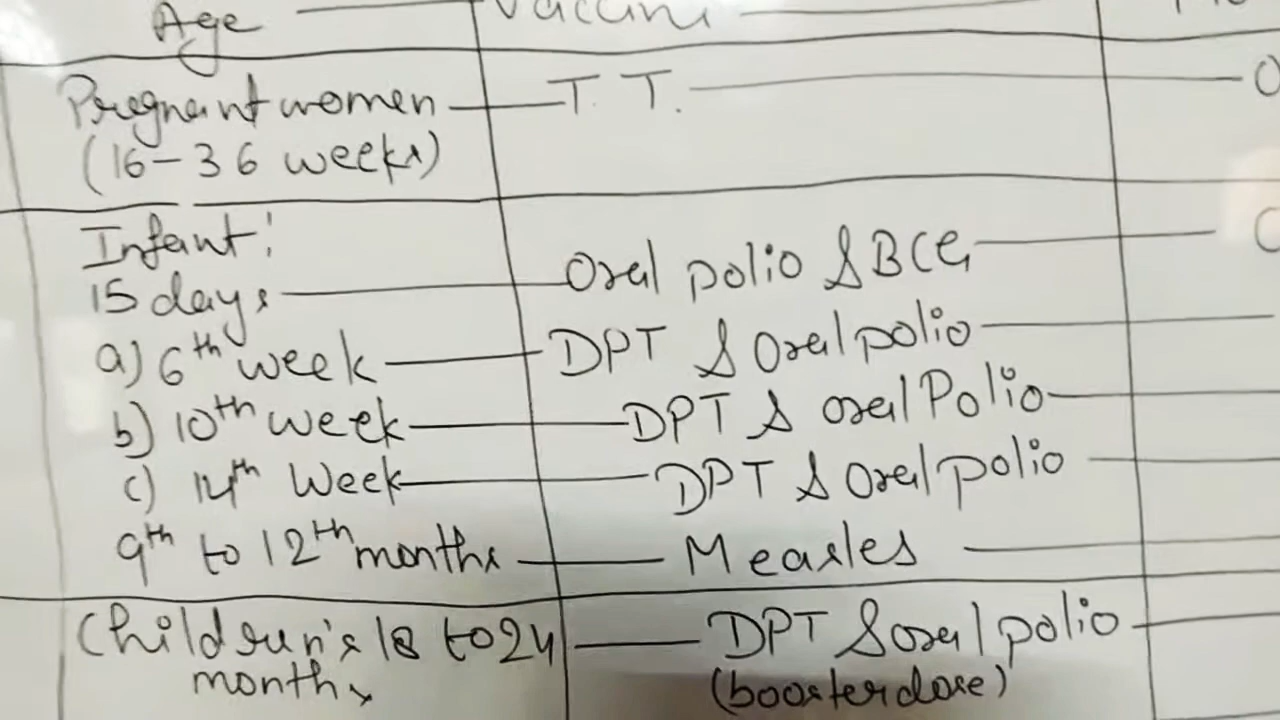 Age Vaccine
Pregnant women T. T.
(16-36 weeks)
Infant:
15 days Oral polio & BCG
a) 6th week DPT & Oral polio
b) 10th week DPT & oral Polio
c) 14th Week DPT & Oral polio
9th to 12th months Measles
Children's 18 to 24 DPT & oral polio
months (booster dose)